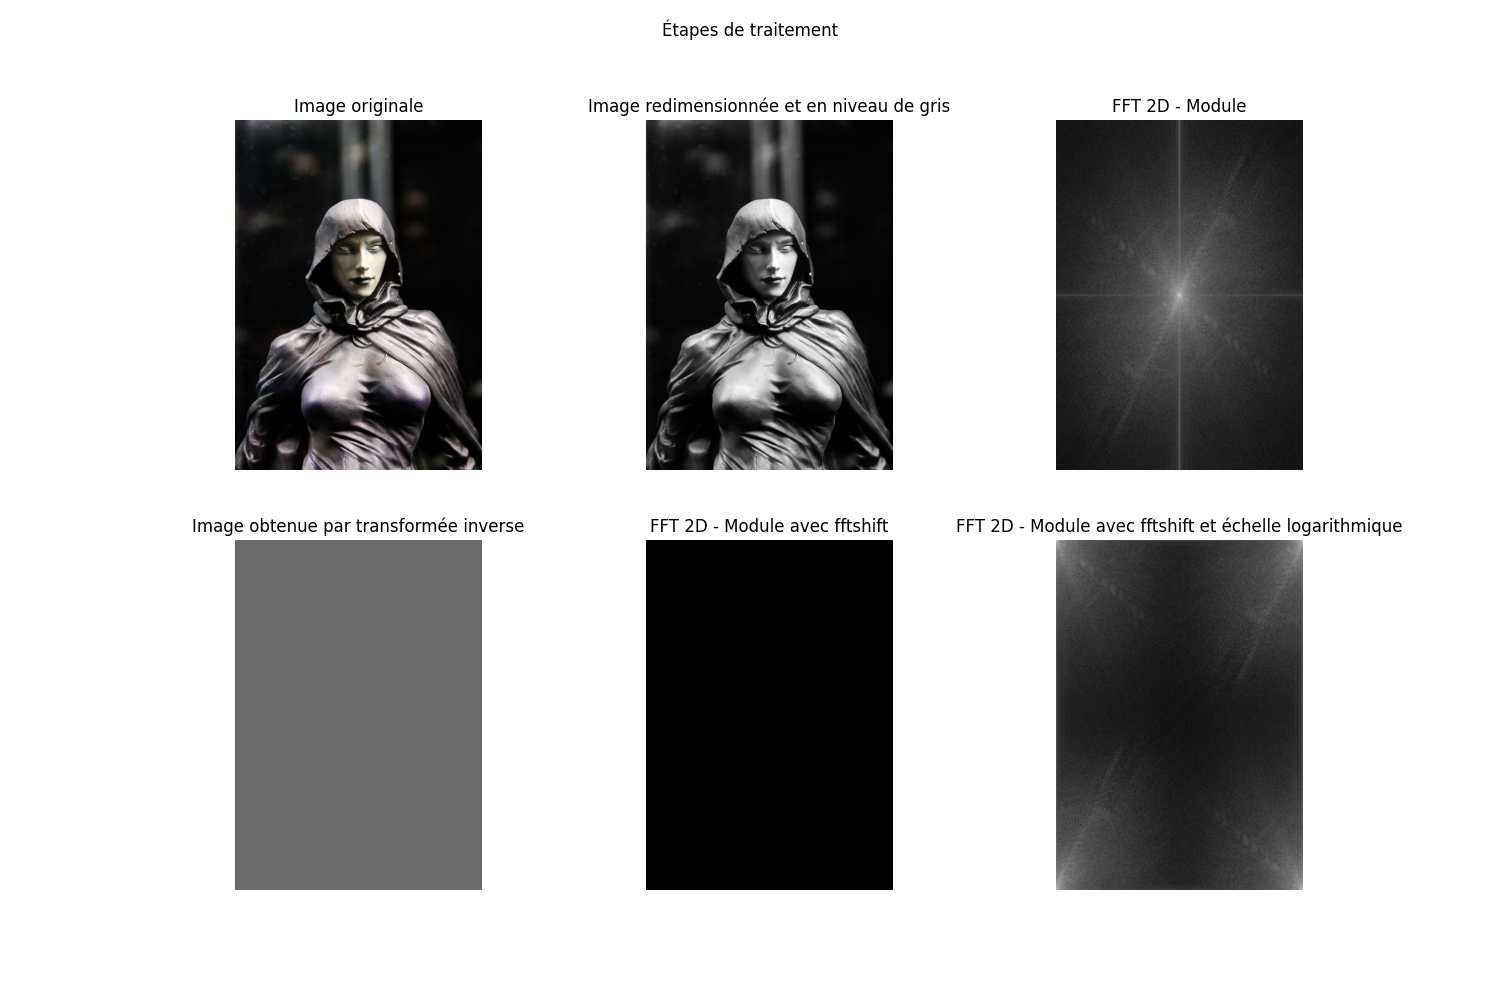 Étapes de traitement
Image originale
Image redimensionnée et en niveau de gris
FFT 2D - Module
Image obtenue par transformée inverse
FFT 2D - Module avec fftshift
FFT 2D - Module avec fftshift et échelle logarithmique